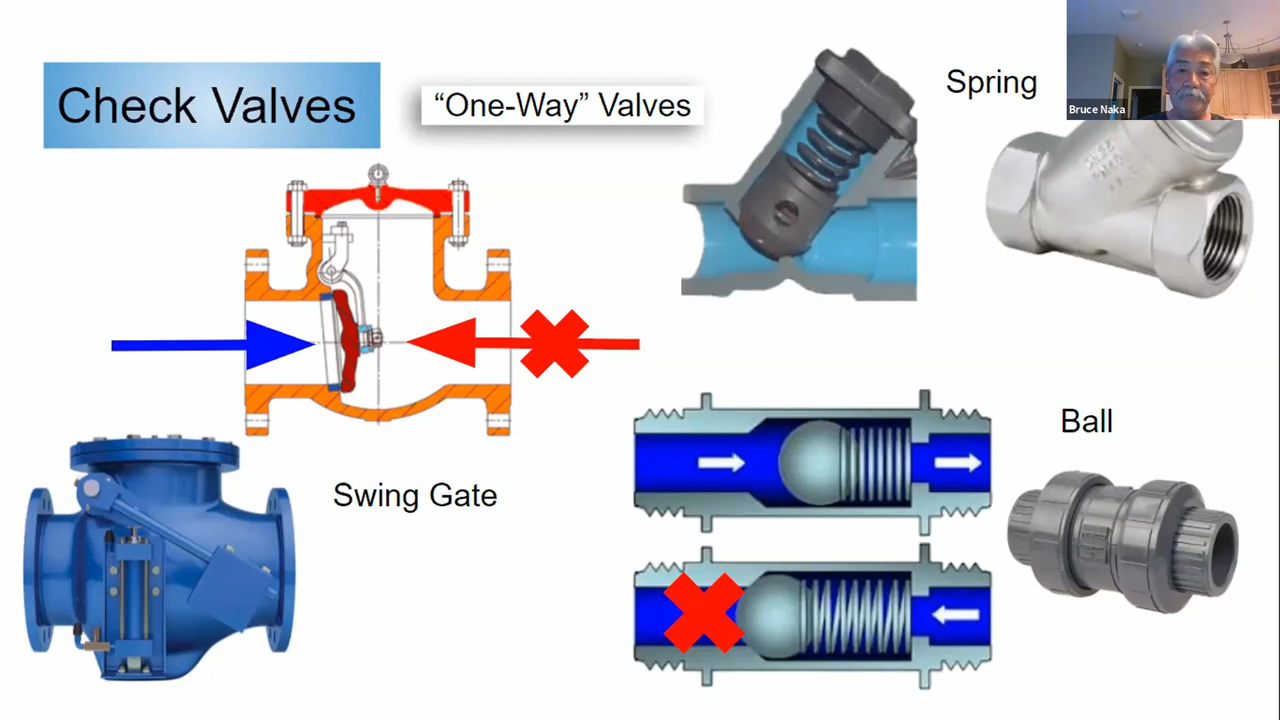 Check Valves
“One-Way” Valves
Spring
Bruce Naka
Swing Gate
Ball